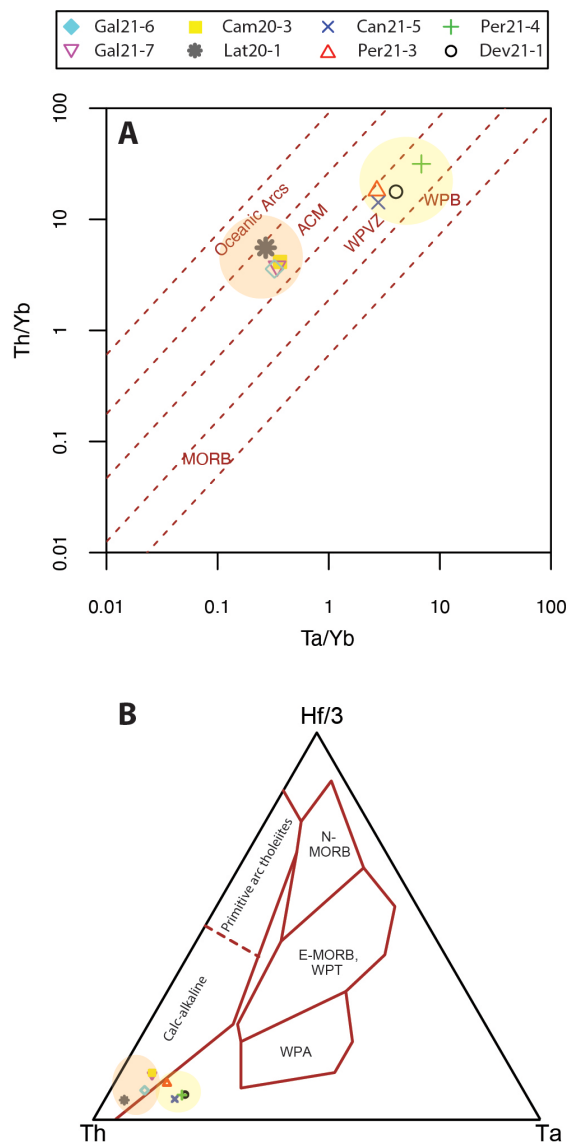 Gal21-6 Cam20-3 Can21-5 Per21-4
Gal21-7 Lat20-1 Per21-3 Dev21-1
A
100
10
1
0.1
0.01
Th/Yb
Oceanic Arcs
ACM
WPVZ
WPB
MORB
0.01 0.1 1 10 100
Ta/Yb
B
Hf/3
N-
MORB
Primitive arc tholeiites
E-MORB,
WPT
Calc-alkaline
WPA
Th Ta